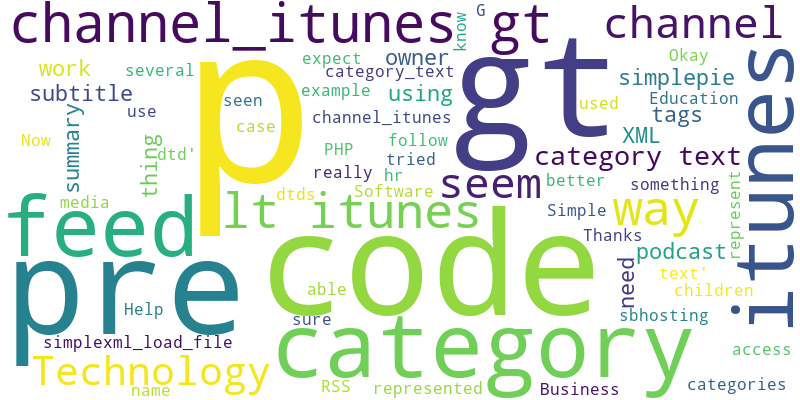 channel_itunes gt channel
G
know
p gt itunes
work several expect owner Okay
category_text simplepie
subtitle seen example using Education
summary channel_itunes used tags
case
Now thing dtd' PHP follow XML
tried category text
really hr better something
media dtds Software seem represent
feed lt itunes Simple way
Thanks
pre code podcast
need text'
Help able children
sure sbhosting
simplexml_load_file category access
Technology
name RSS represented Business categories